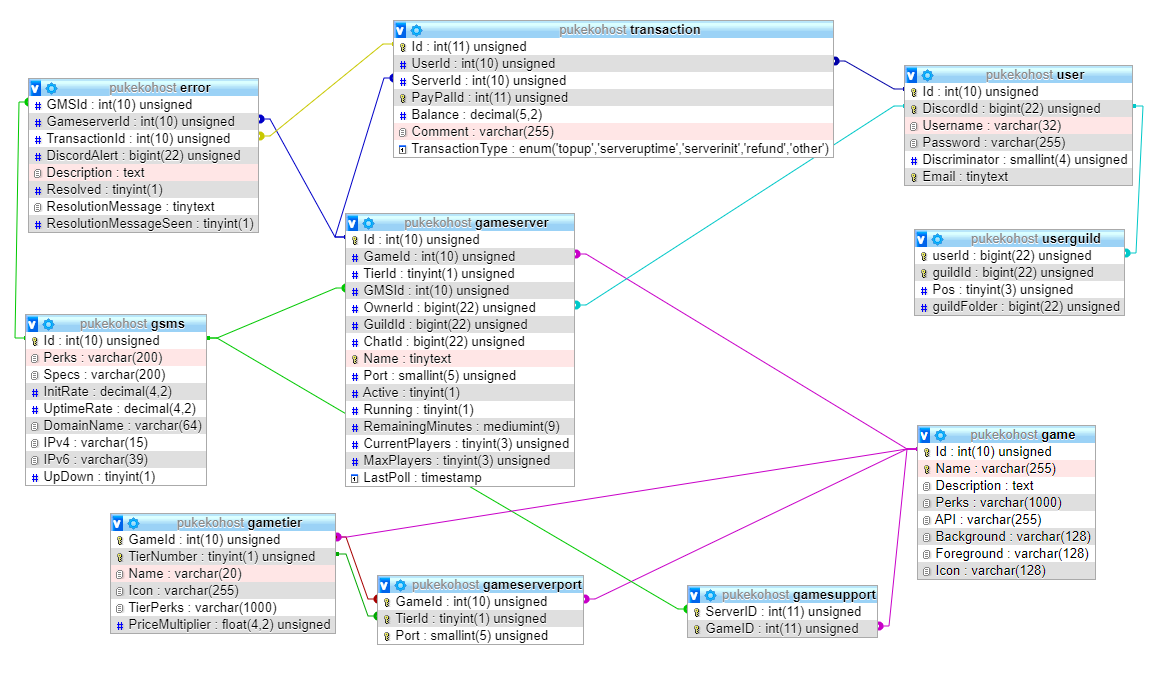 pukekohost transaction
Id : int(11) unsigned
UserId : int(10) unsigned
ServerId : int(10) unsigned
PayPalId : int(11) unsigned
Balance : decimal(5,2)
Comment : varchar(255)
TransactionType : enum('topup','serveruptime','serverinit','refund','other')
pukekohost user
Id : int(10) unsigned
DiscordId : bigint(22) unsigned
Username : varchar(32)
Password : varchar(255)
Discriminator : smallint(4) unsigned
Email : tinytext
pukekohost error
GMSId : int(10) unsigned
GameserverId : int(10) unsigned
TransactionId : int(10) unsigned
DiscordAlert : bigint(22) unsigned
Description : text
Resolved : tinyint(1)
ResolutionMessage : tinytext
ResolutionMessageSeen : tinyint(1)
pukekohost gameserver
Id : int(10) unsigned
GameId : int(10) unsigned
TierId : tinyint(1) unsigned
GMSId : int(10) unsigned
OwnerId : bigint(22) unsigned
GuildId : bigint(22) unsigned
ChatId : bigint(22) unsigned
Name : tinytext
Port : smallint(5) unsigned
Active : tinyint(1)
Running : tinyint(1)
RemainingMinutes : mediumint(9)
CurrentPlayers : tinyint(3) unsigned
MaxPlayers : tinyint(3) unsigned
LastPoll : timestamp
pukekohost userguild
userId : bigint(22) unsigned
guildId : bigint(22) unsigned
Pos : tinyint(3) unsigned
guildFolder : bigint(22) unsigned
pukekohost gsms
Id : int(10) unsigned
Perks : varchar(200)
Specs : varchar(200)
InitRate : decimal(4,2)
UptimeRate : decimal(4,2)
DomainName : varchar(64)
IPv4 : varchar(15)
IPv6 : varchar(39)
UpDown : tinyint(1)
pukekohost game
Id : int(10) unsigned
Name : varchar(255)
Description : text
Perks : varchar(1000)
API : varchar(255)
Background : varchar(128)
Foreground : varchar(128)
Icon : varchar(128)
pukekohost gametier
GameId : int(10) unsigned
TierNumber : tinyint(1) unsigned
Name : varchar(20)
Icon : varchar(255)
TierPerks : varchar(1000)
PriceMultiplier : float(4,2) unsigned
pukekohost gameserverport
GameId : int(10) unsigned
TierId : tinyint(1) unsigned
Port : smallint(5) unsigned
pukekohost gamesupport
ServerID : int(11) unsigned
GameID : int(11) unsigned